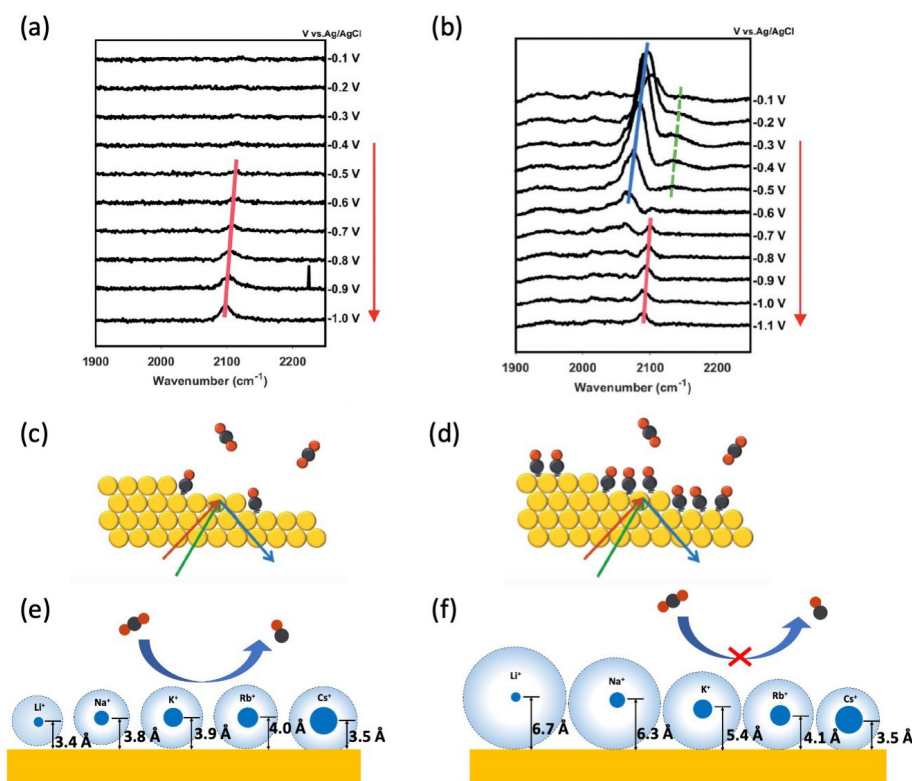 (a)
V vs.Ag/AgCl
-0.1 V
-0.2 V
-0.3 V
-0.4 V
-0.5 V
-0.6 V
-0.7 V
-0.8 V
-0.9 V
-1.0 V
1900 2000 2100 2200
Wavenumber (cm⁻¹)
(b)
V vs.Ag/AgCl
-0.1 V
-0.2 V
-0.3 V
-0.4 V
-0.5 V
-0.6 V
-0.7 V
-0.8 V
-0.9 V
-1.0 V
-1.1 V
1900 2000 2100 2200
Wavenumber (cm⁻¹)
(c)
(d)
(e)
Li⁺ Na⁺ K⁺ Rb⁺ Cs⁺
3.4 Å 3.8 Å 3.9 Å 4.0 Å 3.5 Å
(f)
Li⁺ Na⁺ K⁺ Rb⁺ Cs⁺
6.7 Å 6.3 Å 5.4 Å 4.1 Å 3.5 Å